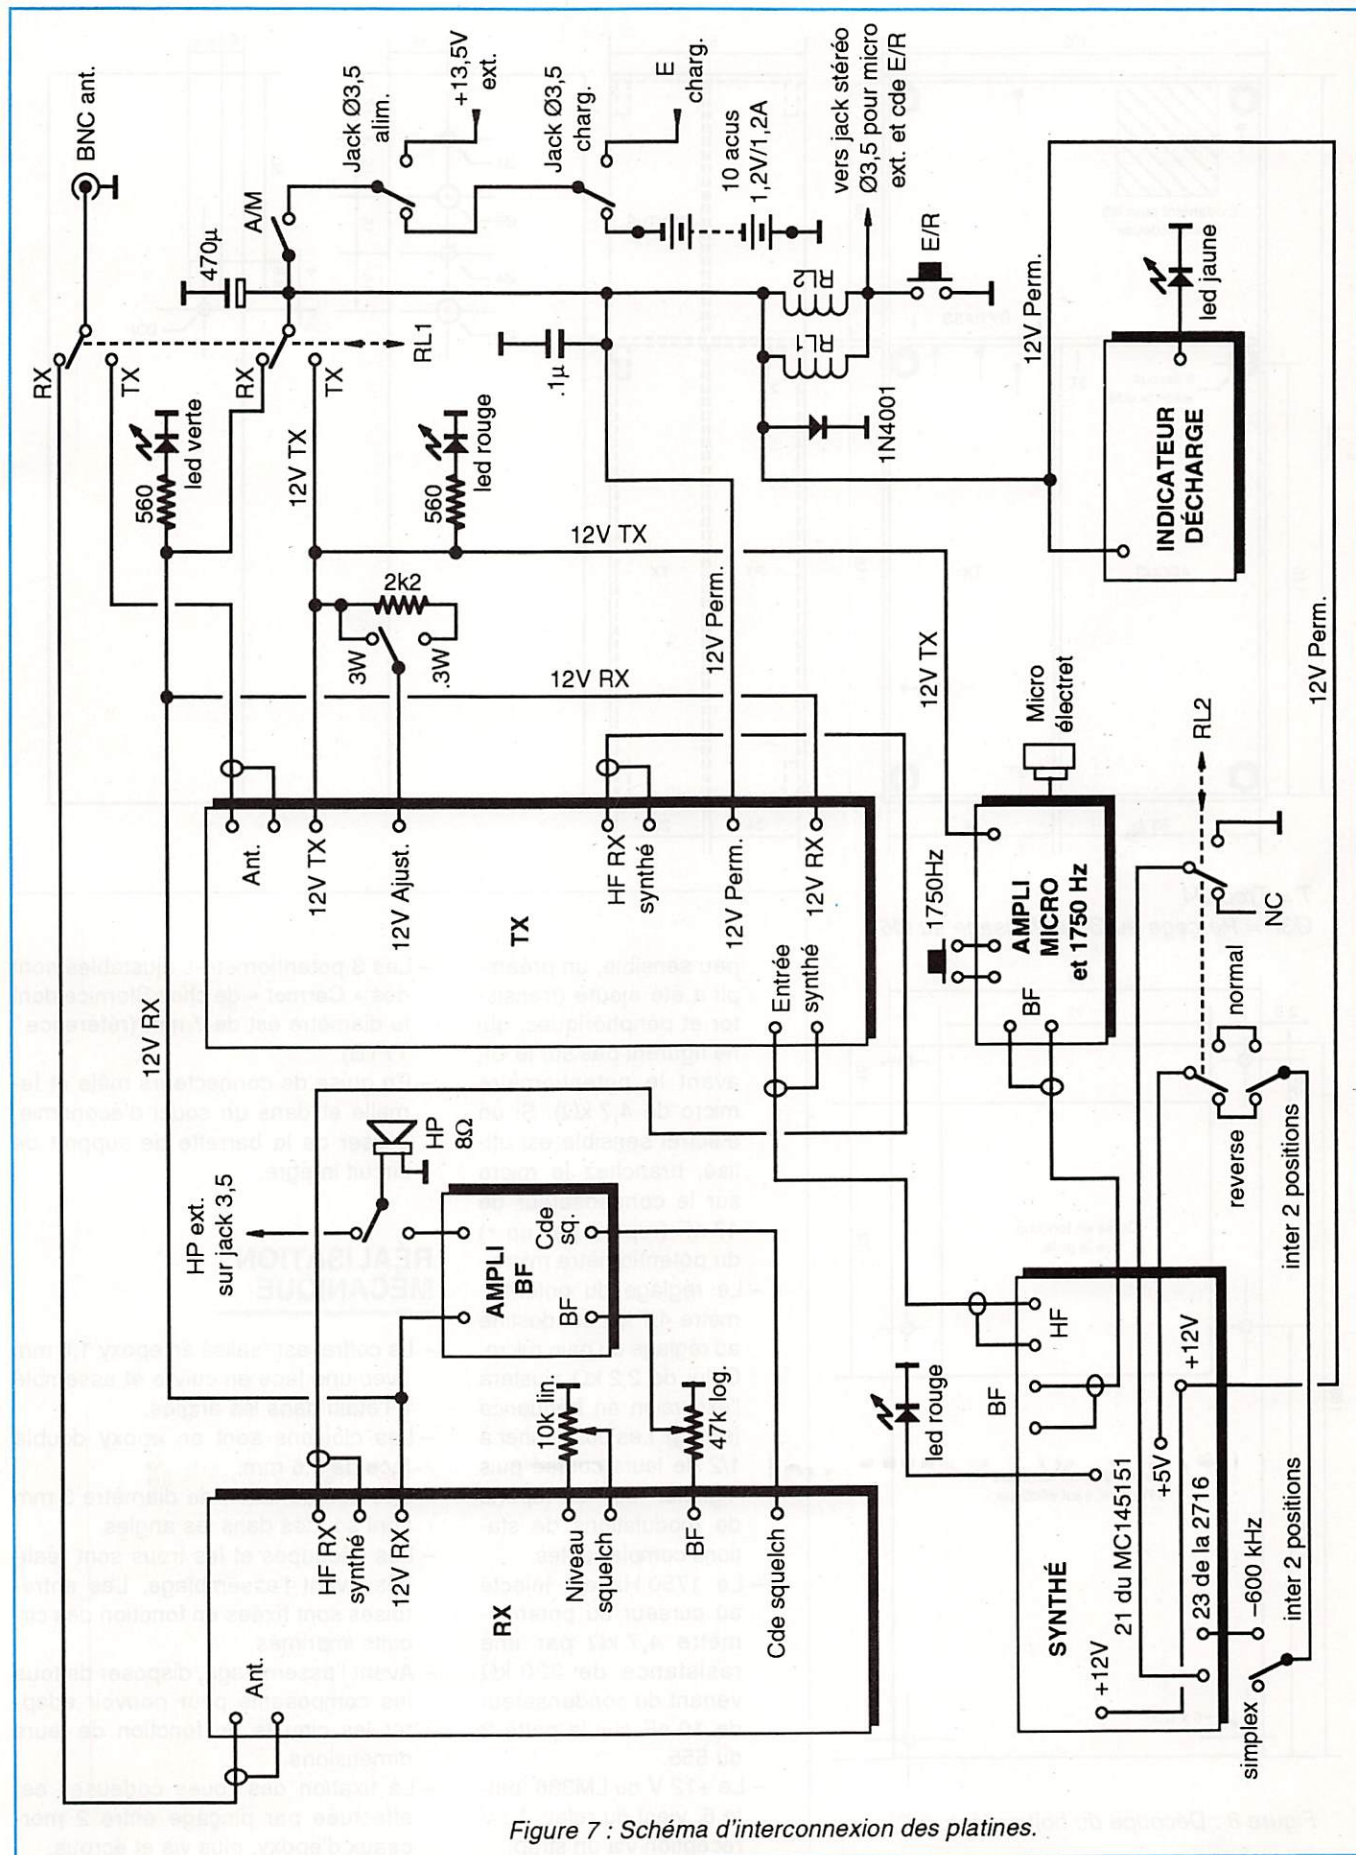 BNC ant.
RX
TX
A/M
470µ
Jack Ø3,5
alim.
+13,5V
ext.
Jack Ø3,5
charg.
E
charg.
10 acus
1,2V/1,2A
RX
TX
RL1
.1µ
RL1
RL2
1N4001
E/R
vers jack stéréo
Ø3,5 pour micro
ext. et cde E/R
560
led verte
12V TX
560
led rouge
12V TX
2k2
3W
.3W
12V Perm.
12V RX
12V TX
12V Perm.
INDICATEUR
DÉCHARGE
led jaune
12V Perm.
12V RX
Ant.
12V TX
12V Ajust.
TX
HF RX
synthé
12V Perm.
12V RX
Entrée
synthé
1750Hz
AMPLI
MICRO
et 1750 Hz
BF
Micro
électret
RL2
NC
normal
reverse
inter 2 positions
HP ext.
sur jack 3,5
HP
8Ω
AMPLI
BF
Cde
sq.
BF
10k lin.
47k log.
led rouge
Ant.
RX
HF RX
synthé
12V RX
Niveau
squelch
BF
Cde squelch
SYNTHÉ
HF
BF
+12V
21 du MC145151
+5V
+12V
23 de la 2716
–600 kHz
simplex
inter 2 positions
Figure 7 : Schéma d'interconnexion des platines.